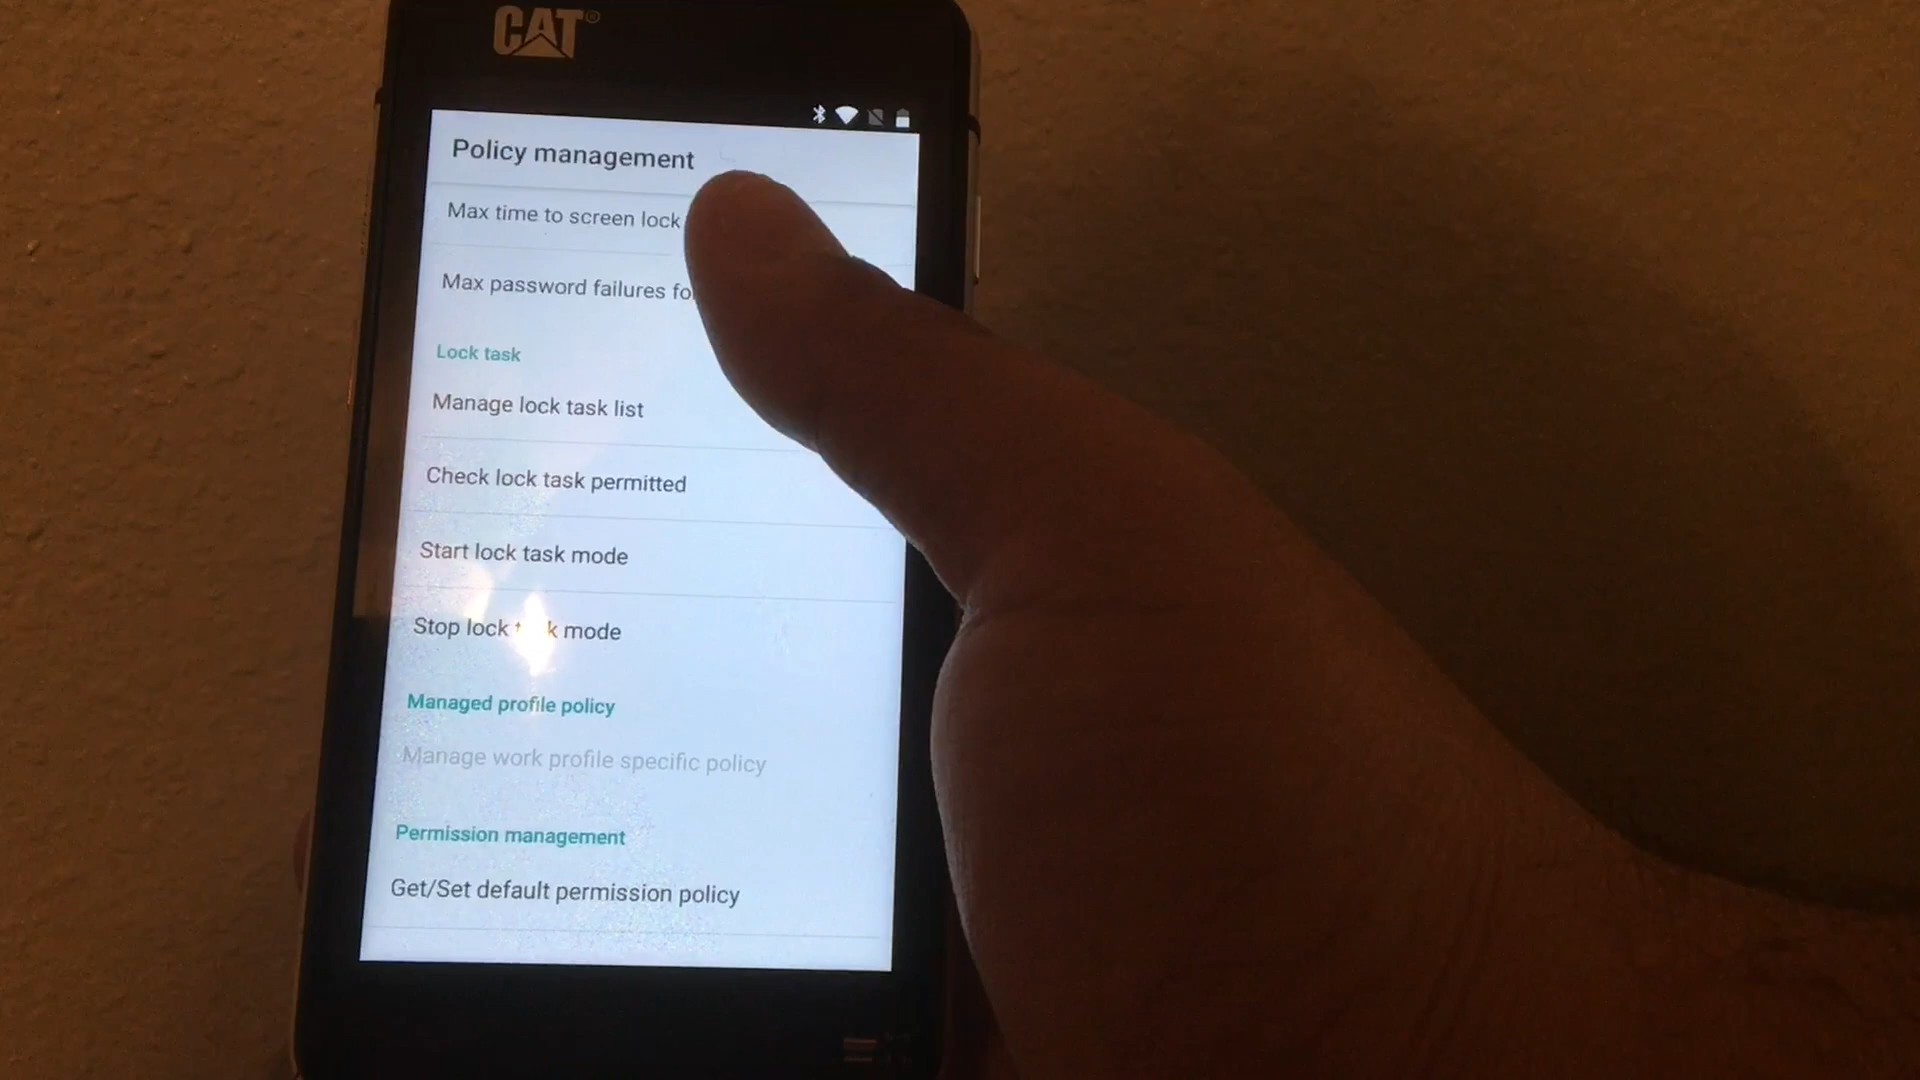 CAT®
Policy management
Max time to screen lock
Max password failures
Lock task
Manage lock task list
Check lock task permitted
Start lock task mode
Stop lock mode
Managed profile policy
Manage work profile specific policy
Permission management
Get/Set default permission policy